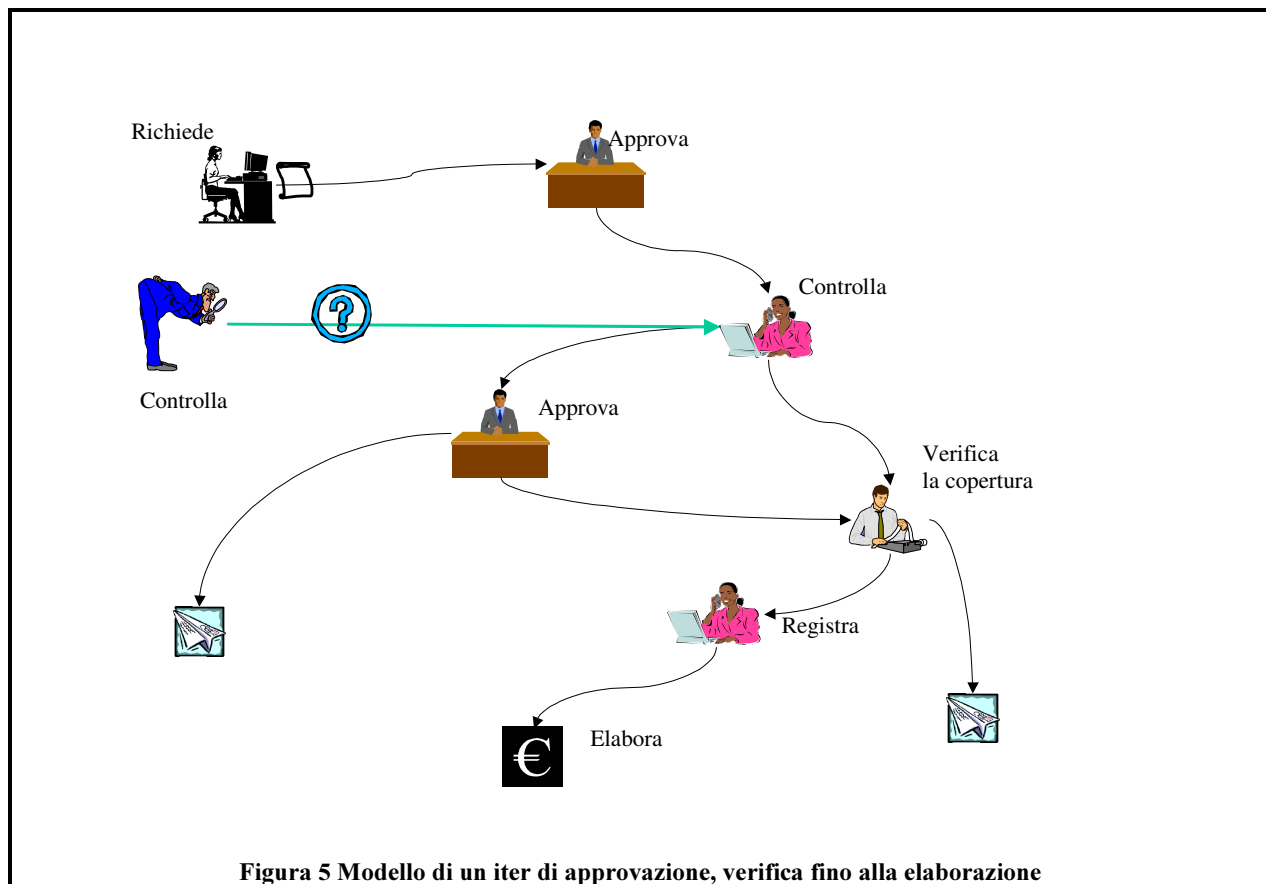 Richiede
Approva
Controlla
?
Controlla
Approva
Verifica
la copertura
Registra
€
Elabora
Figura 5 Modello di un iter di approvazione, verifica fino alla elaborazione